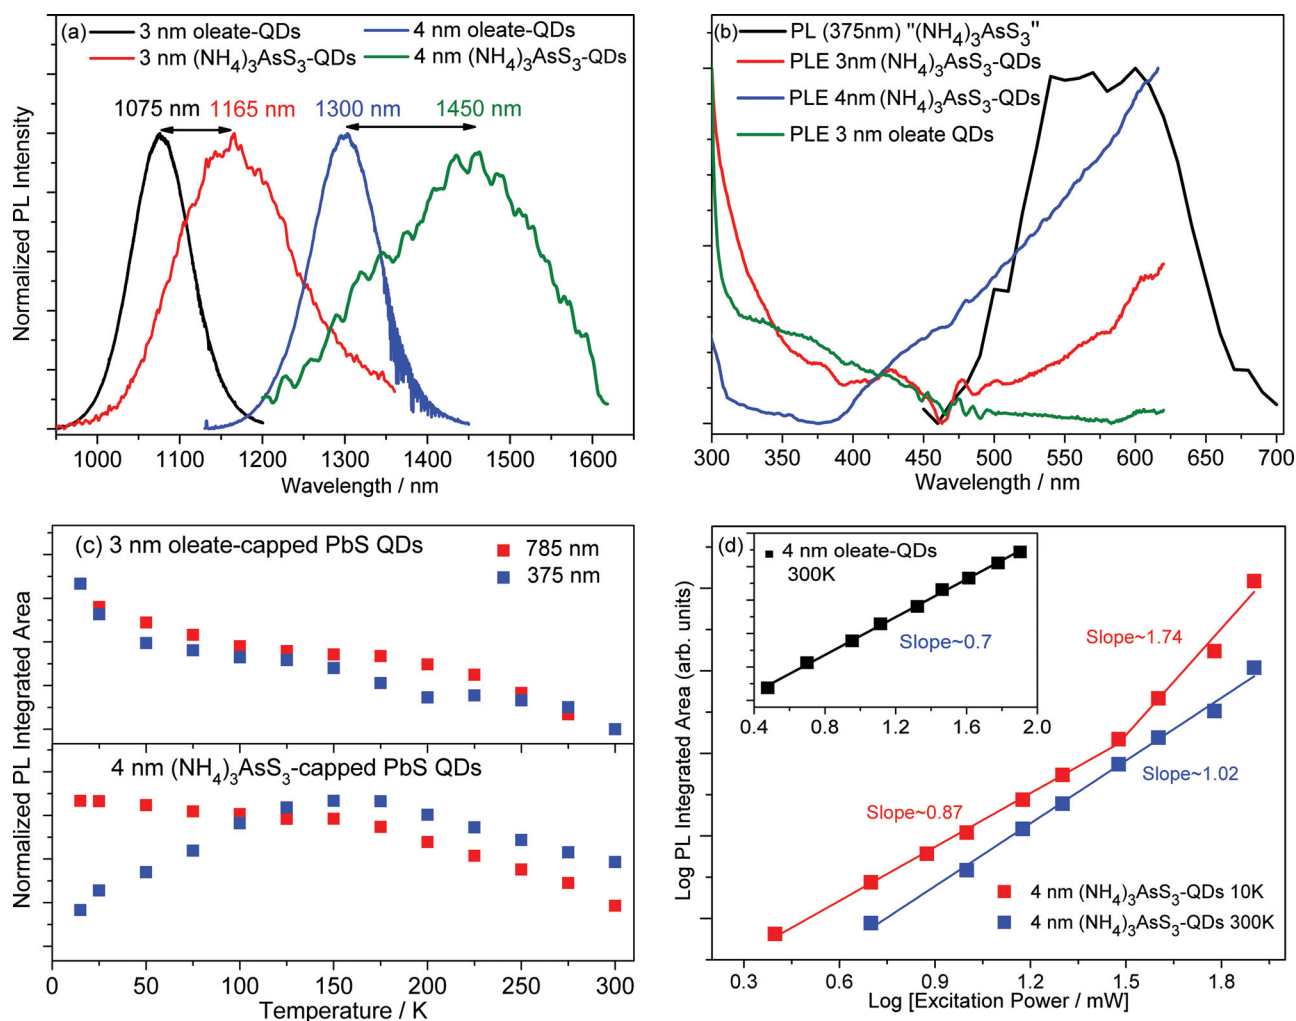 (a)
3 nm oleate-QDs
4 nm oleate-QDs
3 nm (NH4)3AsS3-QDs
4 nm (NH4)3AsS3-QDs
1075 nm
1165 nm
1300 nm
1450 nm
Normalized PL Intensity
1000 1100 1200 1300 1400 1500 1600
Wavelength / nm
(b)
PL (375nm) "(NH4)3AsS3"
PLE 3nm (NH4)3AsS3-QDs
PLE 4nm (NH4)3AsS3-QDs
PLE 3 nm oleate QDs
300 350 400 450 500 550 600 650 700
Wavelength / nm
(c) 3 nm oleate-capped PbS QDs
785 nm
375 nm
4 nm (NH4)3AsS3-capped PbS QDs
Normalized PL Integrated Area
0 50 100 150 200 250 300
Temperature / K
(d)
4 nm oleate-QDs
300K
Slope~0.7
0.4 0.8 1.2 1.6 2.0
Slope~1.74
Slope~1.02
Slope~0.87
4 nm (NH4)3AsS3-QDs 10K
4 nm (NH4)3AsS3-QDs 300K
Log PL Integrated Area (arb. units)
0.3 0.6 0.9 1.2 1.5 1.8
Log [Excitation Power / mW]